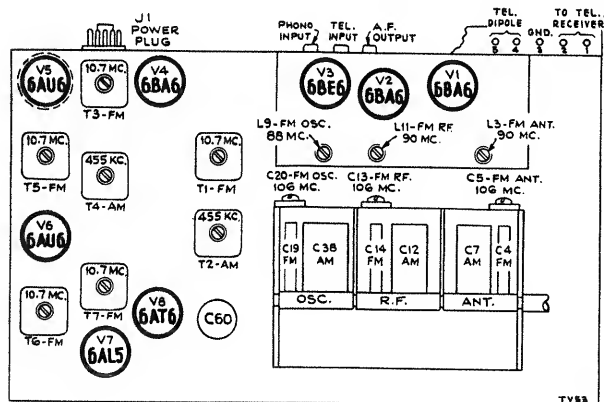 J1
POWER
PLUG
PHONO
INPUT
TEL.
INPUT
A.F.
OUTPUT
TEL.
DIPOLE
GND.
TO TEL.
RECEIVER
5 4 3 2 1
V5
6AU6
10.7 MC.
T3-FM
V4
6BA6
V3
6BE6
V2
6BA6
V1
6BA6
L9-FM OSC.
88 MC.
L11-FM RF.
90 MC.
L3-FM ANT.
90 MC.
10.7 MC.
T5-FM
455 KC.
T4-AM
10.7 MC.
T1-FM
C20-FM OSC.
106 MC.
C13-FM RF.
106 MC.
C5-FM ANT.
106 MC.
V6
6AU6
455 KC.
T2-AM
C19
FM
C38
AM
C14
FM
C12
AM
C7
AM
C4
FM
OSC.
R.F.
ANT.
10.7 MC.
T6-FM
10.7 MC.
T7-FM
V8
6AT6
C60
V7
6AL5